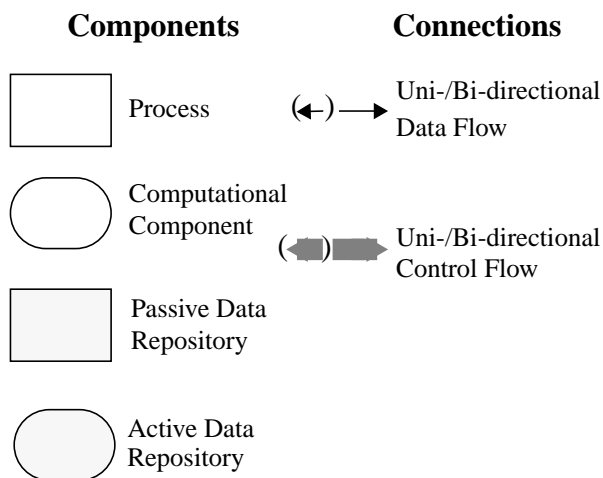 Components
Process
Computational
Component
Passive Data
Repository
Active Data
Repository
Connections
( ) Uni-/Bi-directional
Data Flow
( ) Uni-/Bi-directional
Control Flow